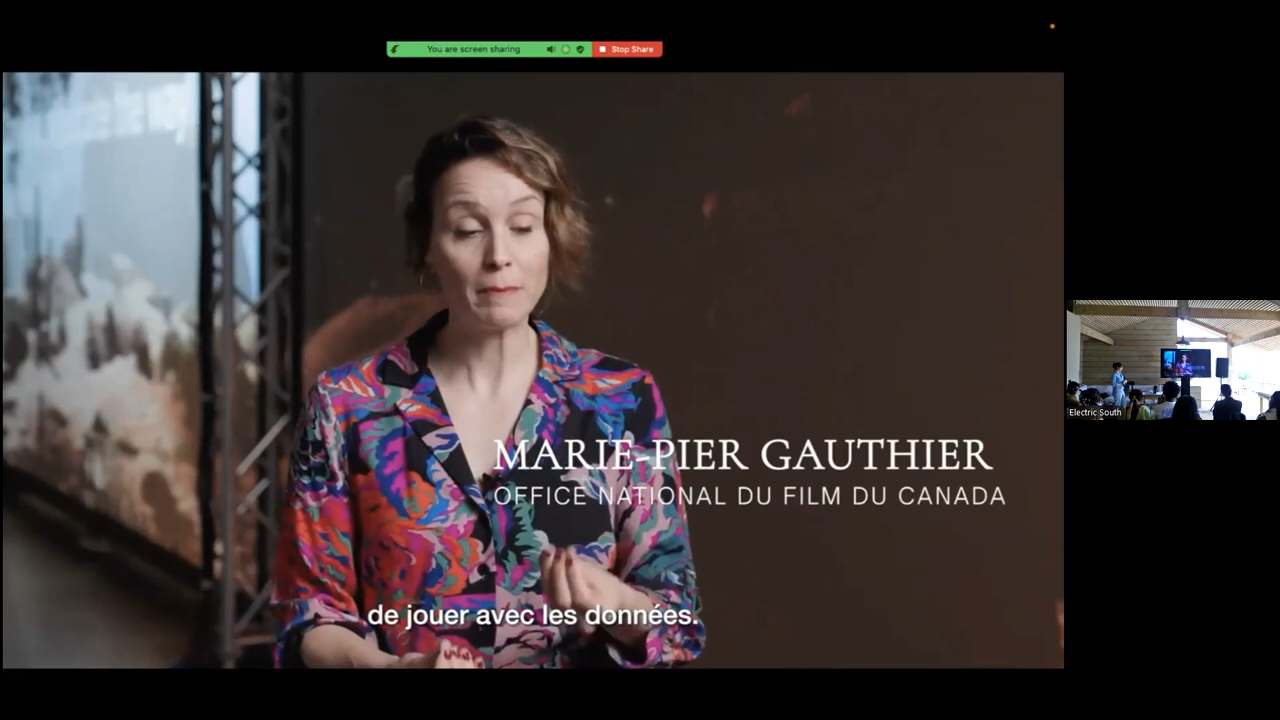 You are screen sharing
Stop Share
MARIE-PIER GAUTHIER
OFFICE NATIONAL DU FILM DU CANADA
Electric South
de jouer avec les données.